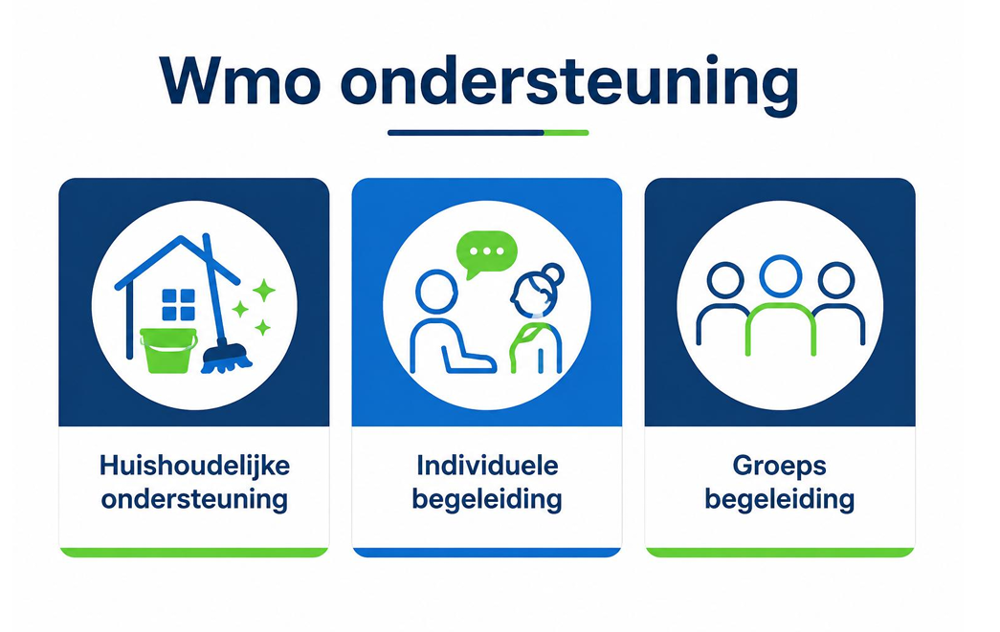 Wmo ondersteuning
Huishoudelijke
ondersteuning
Individuele
begeleiding
Groeps
begeleiding